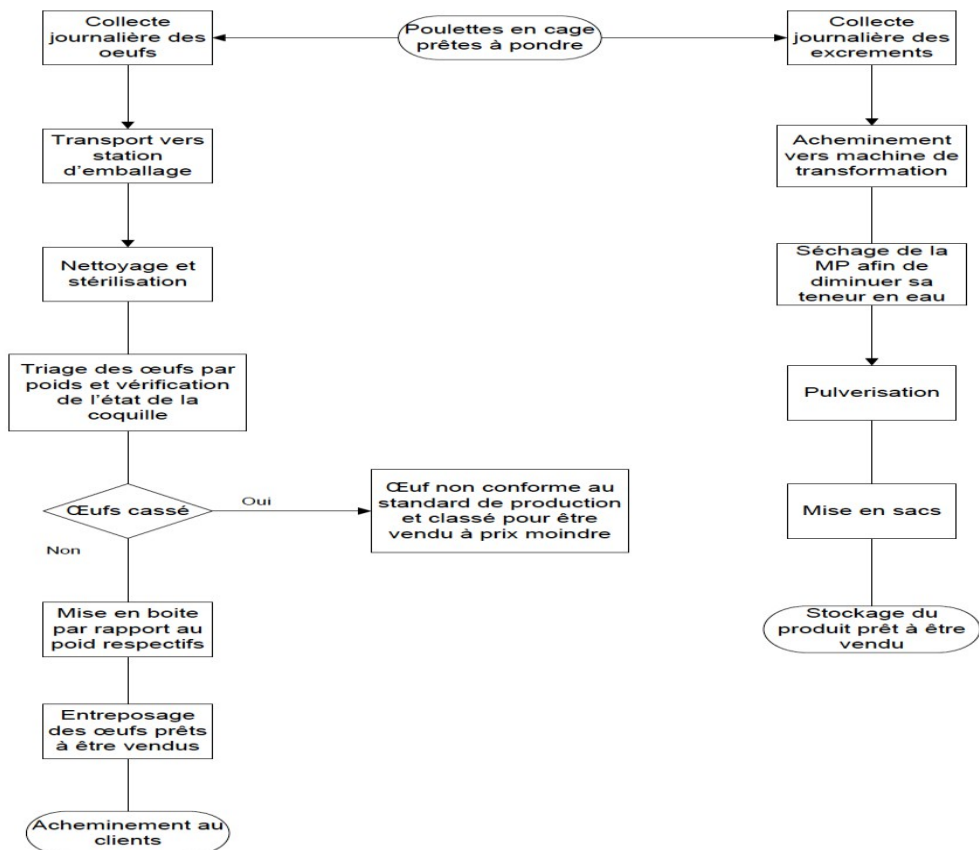 Collecte
journalière des
oeufs
Poulettes en cage
prêtes à pondre
Collecte
journalière des
excrements
Transport vers
station
d'emballage
Acheminement
vers machine de
transformation
Nettoyage et
stérilisation
Séchage de la
MP afin de
diminuer sa
teneur en eau
Triage des œufs par
poids et vérification
de l'état de la
coquille
Pulverisation
Œufs cassé
Oui
Non
Œuf non conforme au
standard de production
et classé pour être
vendu à prix moindre
Mise en sacs
Mise en boite
par rapport au
poid respectifs
Stockage du
produit prêt à être
vendu
Entreposage
des œufs prêts
à être vendus
Acheminement au
clients